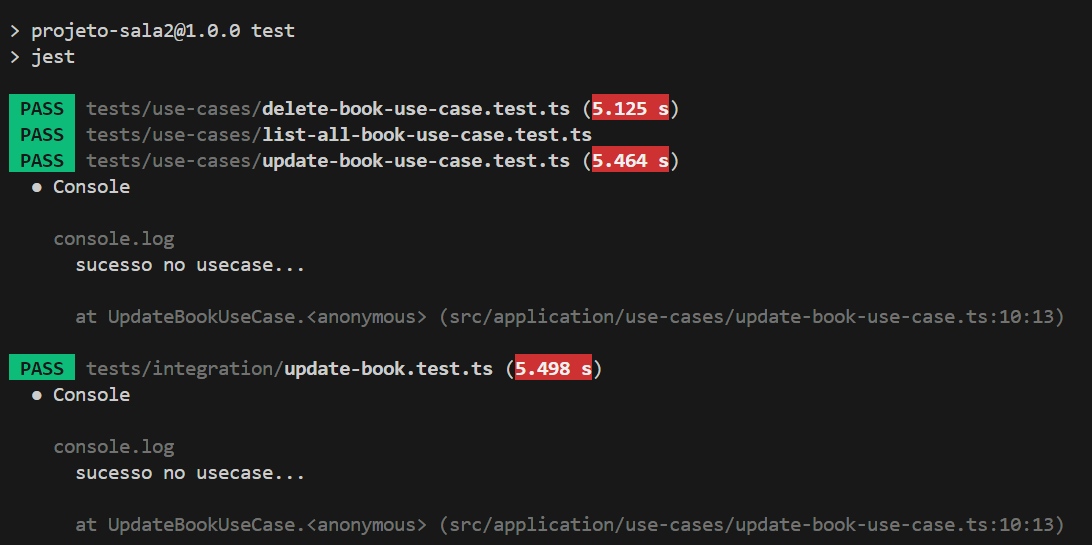 > projeto-sala2@1.0.0 test
> jest
PASS tests/use-cases/delete-book-use-case.test.ts (5.125 s)
PASS tests/use-cases/list-all-book-use-case.test.ts
PASS tests/use-cases/update-book-use-case.test.ts (5.464 s)
● Console
console.log
sucesso no usecase...
at UpdateBookUseCase.<anonymous> (src/application/use-cases/update-book-use-case.ts:10:13)
PASS tests/integration/update-book.test.ts (5.498 s)
● Console
console.log
sucesso no usecase...
at UpdateBookUseCase.<anonymous> (src/application/use-cases/update-book-use-case.ts:10:13)